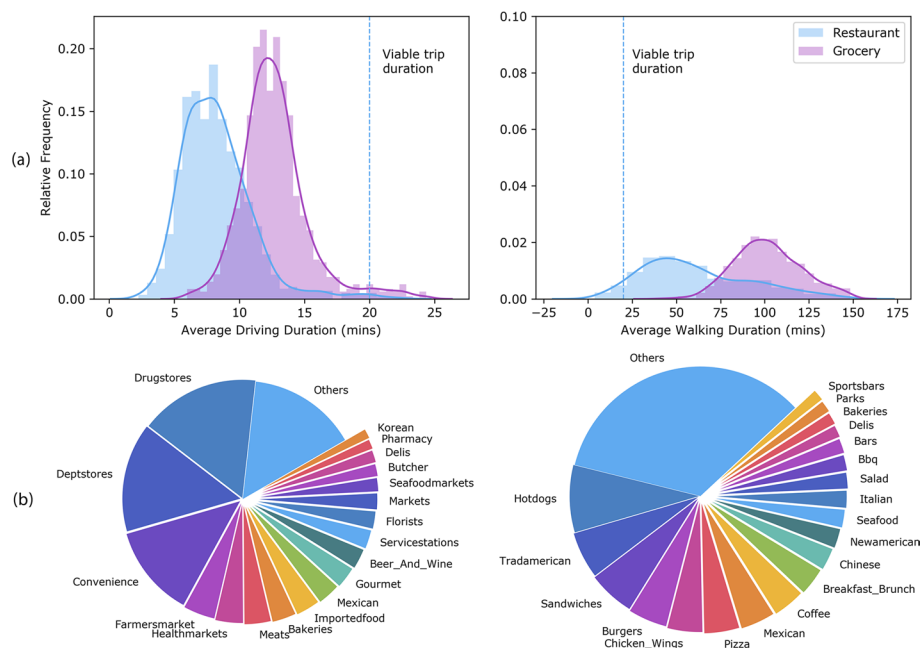 (a)
Relative Frequency
0.20
0.15
0.10
0.05
0.00
Viable trip
duration
0
5
10
15
20
25
Average Driving Duration (mins)
0.10
0.08
0.06
0.04
0.02
0.00
Viable trip
duration
Restaurant
Grocery
−25
0
25
50
75
100
125
150
175
Average Walking Duration (mins)
(b)
Drugstores
Others
Korean
Pharmacy
Delis
Butcher
Seafoodmarkets
Markets
Florists
Servicestations
Beer_And_Wine
Gourmet
Mexican
Importedfood
Bakeries
Meats
Healthmarkets
Farmersmarket
Convenience
Deptstores
Others
Sportsbars
Parks
Bakeries
Delis
Bars
Bbq
Salad
Italian
Seafood
Newamerican
Chinese
Breakfast_Brunch
Coffee
Mexican
Pizza
Chicken_Wings
Burgers
Sandwiches
Tradamerican
Hotdogs